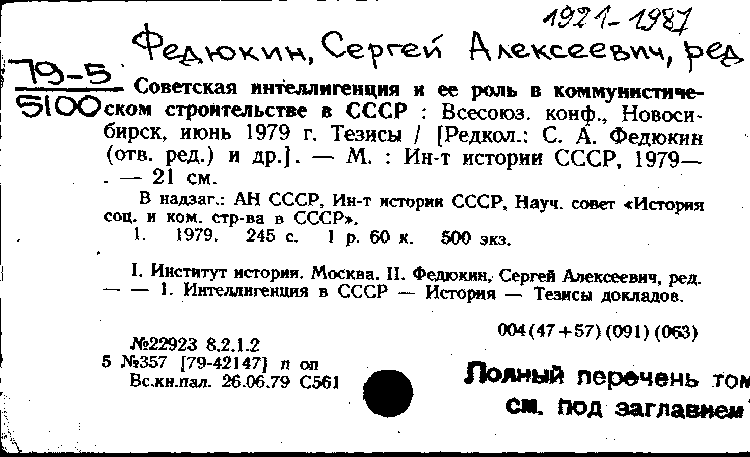 1921-1987
Федюкин, Сергей Алексеевич, ред
79-5
5100
Советская интеллигенция и ее роль в коммунистиче-
ском строительстве в СССР : Всесоюз. конф., Новоси-
бирск, июнь 1979 г. Тезисы / [Редкол.: С. А. Федюкин
(отв. ред.) и др.]. — М. : Ин-т истории СССР, 1979—
. — 21 см.
В надзаг.: АН СССР, Ин-т истории СССР, Науч. совет «История
соц. и ком. стр-ва в СССР».
1. 1979. 245 с. 1 р. 60 к. 500 экз.
I. Институт истории. Москва. II. Федюкин, Сергей Алексеевич, ред.
— — 1. Интеллигенция в СССР — История — Тезисы докладов.
004(47+57)(091)(063)
№22923 8.2.1.2
5 №357 [79-42147] п оп
Вс.кн.пал. 26.06.79 С561
Полный перечень том
см. под заглавием